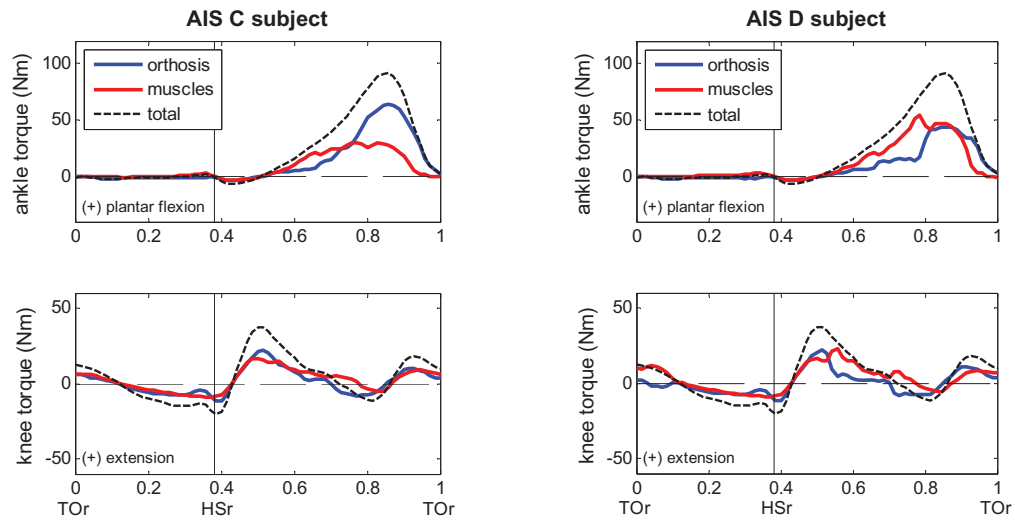 AIS C subject
AIS D subject
ankle torque (Nm)
100
50
0
orthosis
muscles
total
(+) plantar flexion
0 0.2 0.4 0.6 0.8 1
ankle torque (Nm)
100
50
0
orthosis
muscles
total
(+) plantar flexion
0 0.2 0.4 0.6 0.8 1
knee torque (Nm)
50
0
-50
(+) extension
0 0.2 0.4 0.6 0.8 1
TOr HSr TOr
knee torque (Nm)
50
0
-50
(+) extension
0 0.2 0.4 0.6 0.8 1
TOr HSr TOr